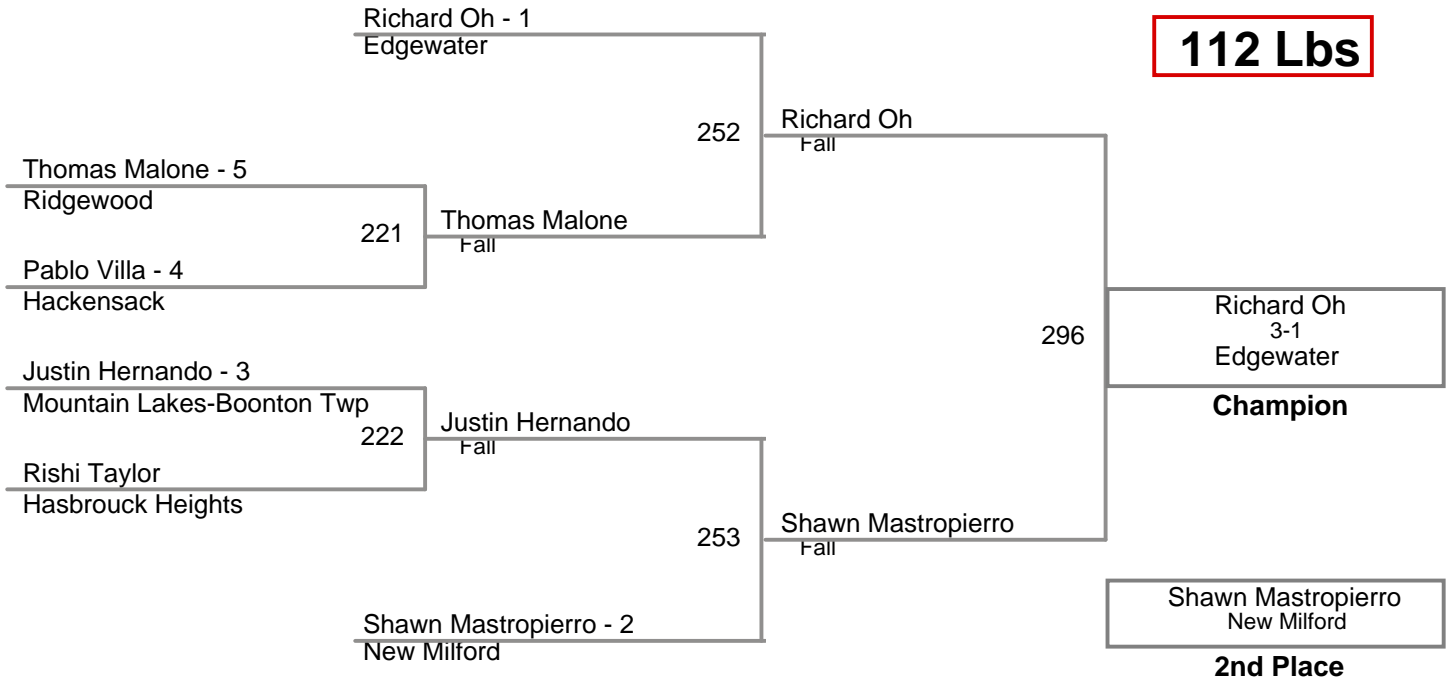 Richard Oh - 1
Edgewater
112 Lbs
252
Richard Oh
Fall
Thomas Malone - 5
Ridgewood
221
Thomas Malone
Fall
Pablo Villa - 4
Hackensack
296
Richard Oh
3-1
Edgewater
Champion
Justin Hernando - 3
Mountain Lakes-Boonton Twp
222
Justin Hernando
Fall
Rishi Taylor
Hasbrouck Heights
253
Shawn Mastropierro
Fall
Shawn Mastropierro - 2
New Milford
Shawn Mastropierro
New Milford
2nd Place